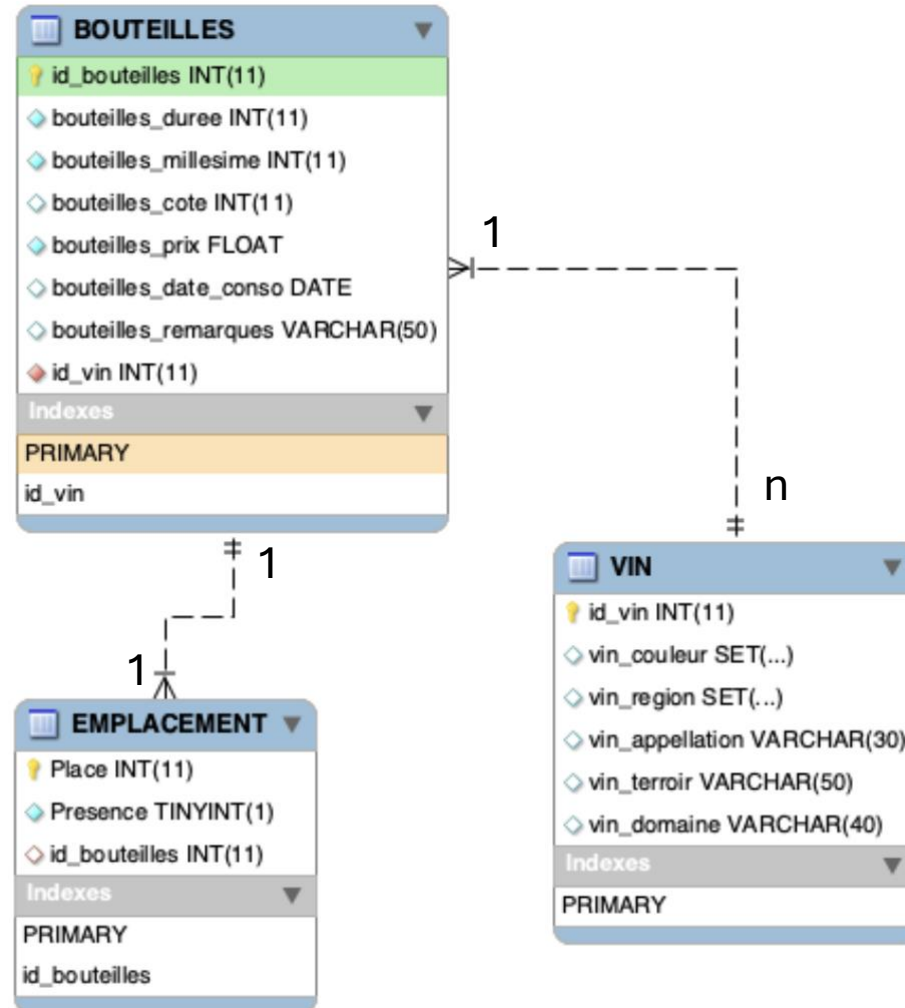 BOUTEILLES
id_bouteilles INT(11)
bouteilles_duree INT(11)
bouteilles_millesime INT(11)
bouteilles_cote INT(11)
bouteilles_prix FLOAT
bouteilles_date_conso DATE
bouteilles_remarques VARCHAR(50)
id_vin INT(11)
Indexes
PRIMARY
id_vin
1
n
1
1
EMPLACEMENT
Place INT(11)
Presence TINYINT(1)
id_bouteilles INT(11)
Indexes
PRIMARY
id_bouteilles
VIN
id_vin INT(11)
vin_couleur SET(...)
vin_region SET(...)
vin_appellation VARCHAR(30)
vin_terroir VARCHAR(50)
vin_domaine VARCHAR(40)
Indexes
PRIMARY